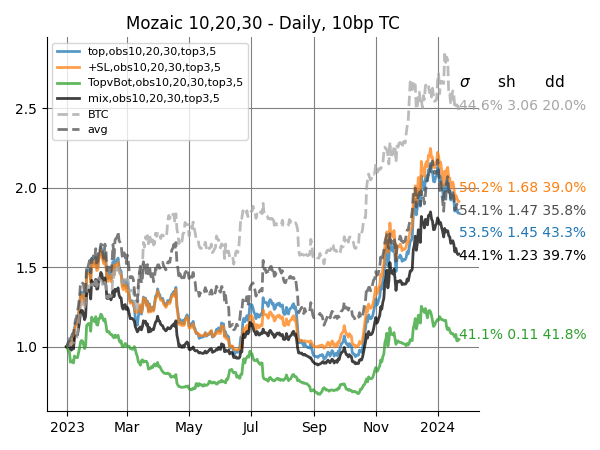 Mozaic 10,20,30 - Daily, 10bp TC
top,obs10,20,30,top3,5
+SL,obs10,20,30,top3,5
TopvBot,obs10,20,30,top3,5
mix,obs10,20,30,top3,5
BTC
avg
σ sh dd
44.6% 3.06 20.0%
50.2% 1.68 39.0%
54.1% 1.47 35.8%
53.5% 1.45 43.3%
44.1% 1.23 39.7%
41.1% 0.11 41.8%
2.5
2.0
1.5
1.0
2023 Mar May Jul Sep Nov 2024